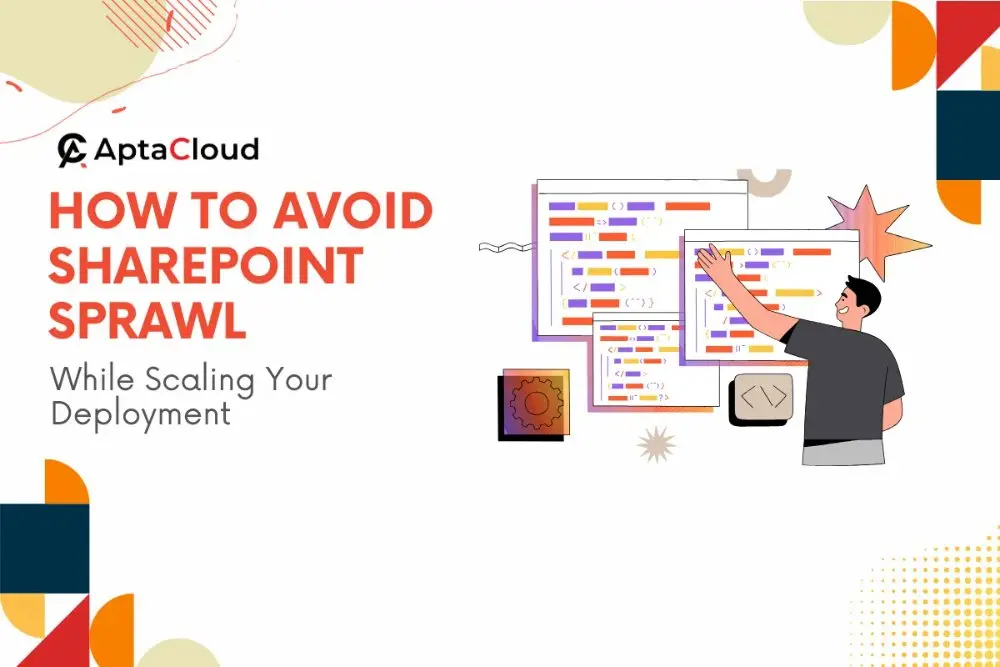 AptaCloud
HOW TO AVOID
SHAREPOINT
SPRAWL
While Scaling Your
Deployment